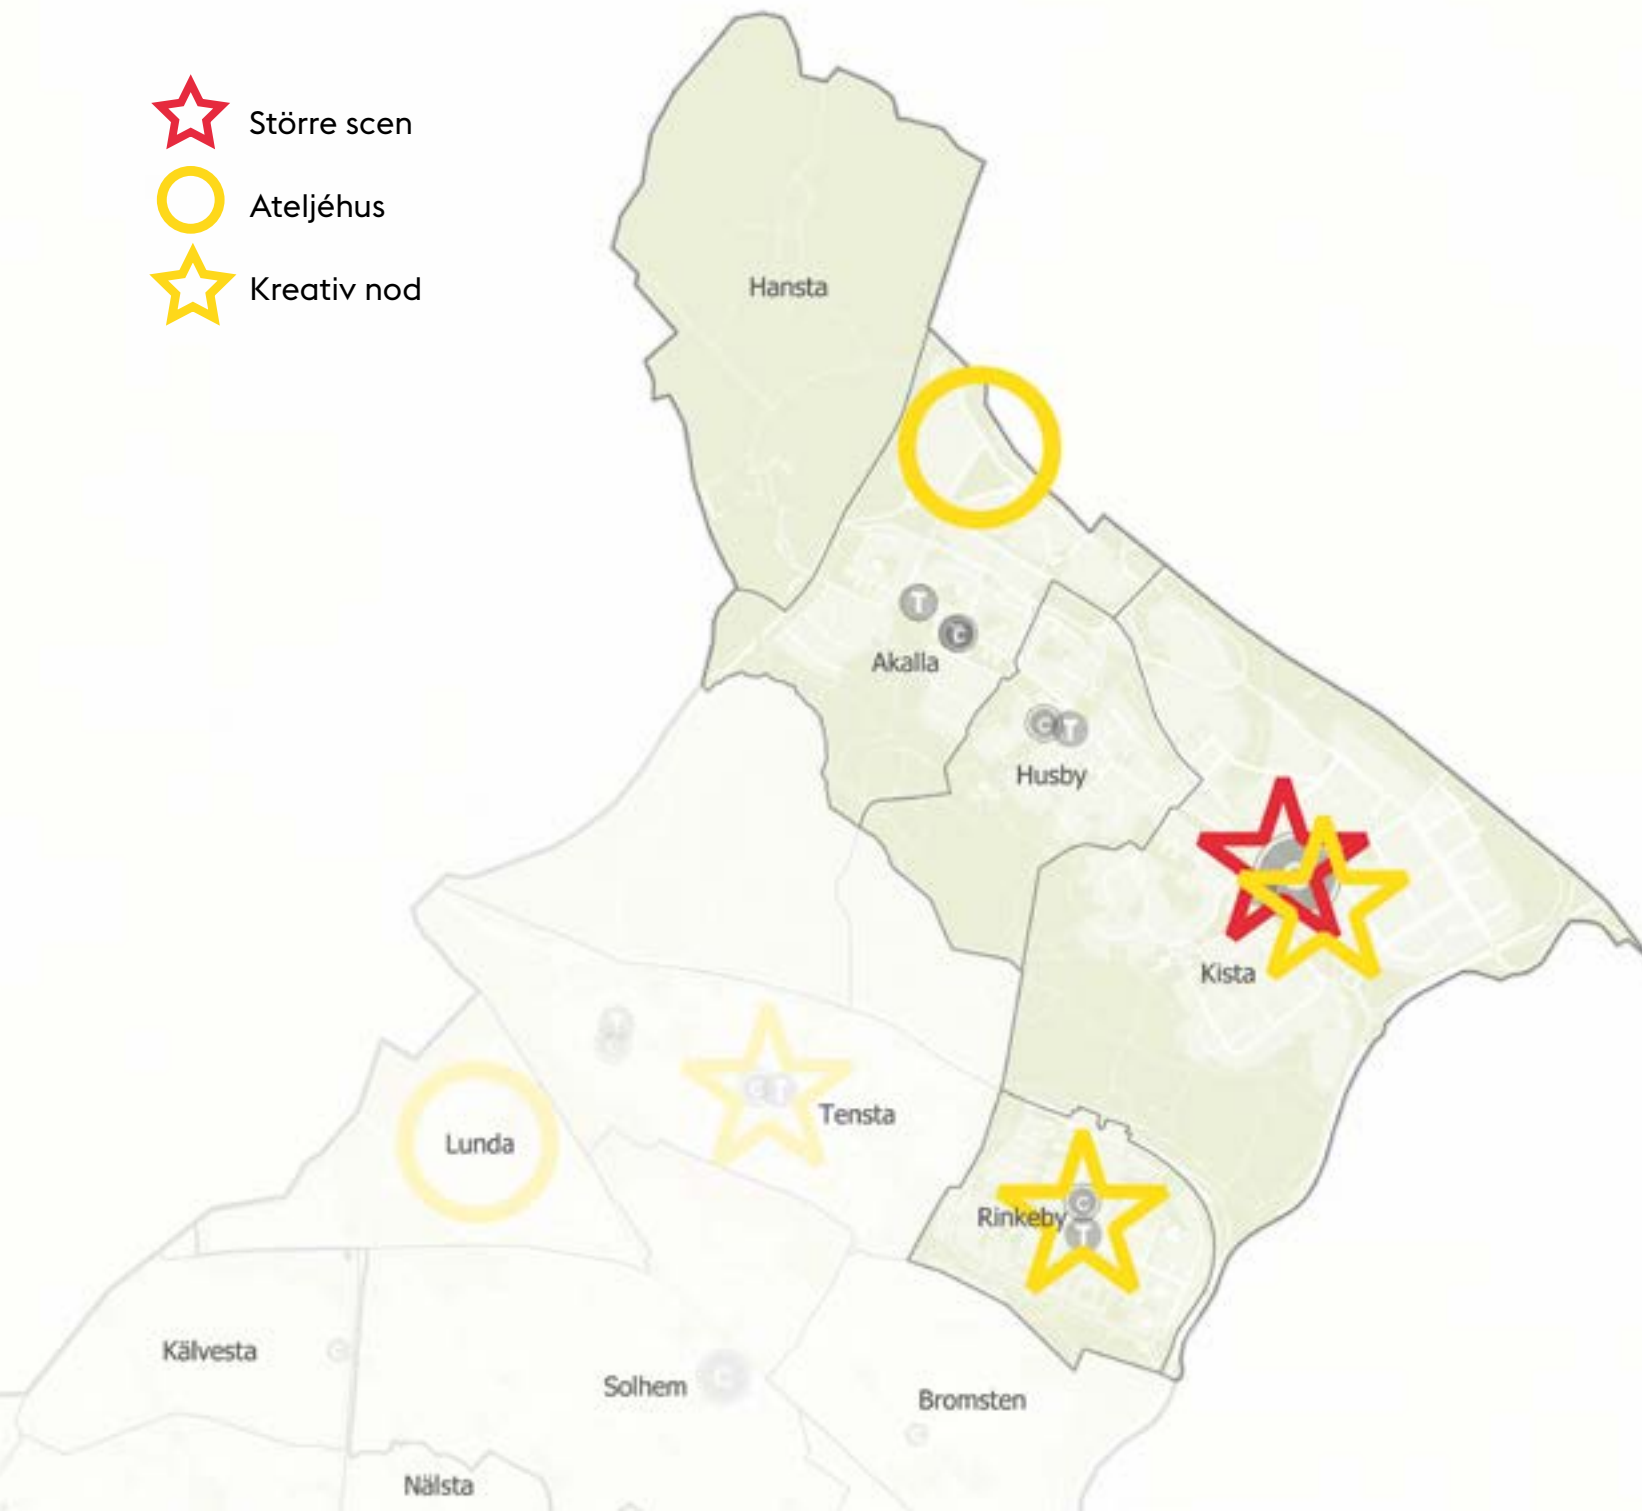 Större scen
Ateljéhus
Kreativ nod
Hansta
T
C
Akalla
C T
Husby
Kista
C T
Tensta
Lunda
C
Rinkeby
T
Kälvesta
C
Solhem
C
Bromsten
C
Nälsta